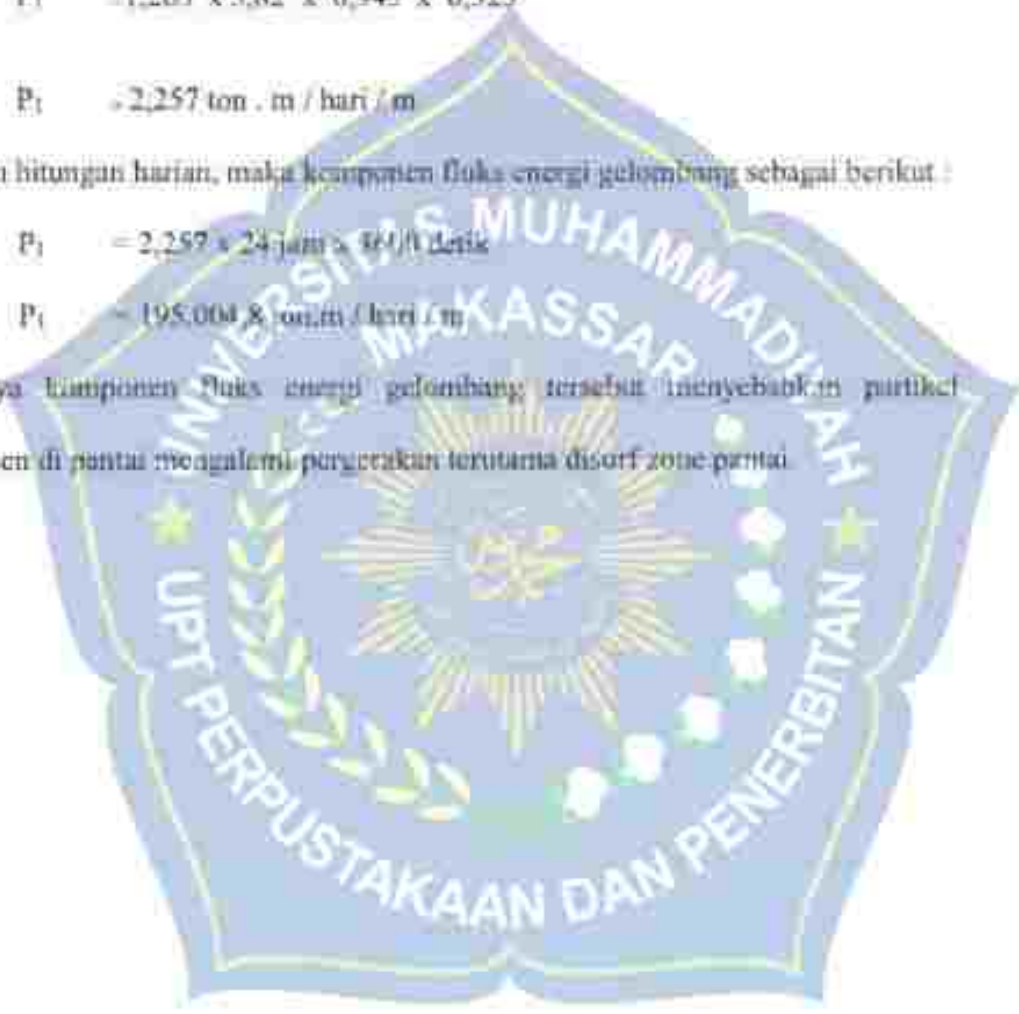 P₁ = 2,257 ton . m / hari / m
hitungan harian, maka komponen fluks energi gelombang sebagai berikut :
P₁ = 2,257 x 24 jam x 3600 detik
P₁ = 195.004,8 ton.m / hari / m
komponen fluks energi gelombang tersebut menyebabkan partikel
di pantai mengalami pergerakan terutama disurf zone pantai.
UNIVERSITAS MUHAMMADIYAH
MAKASSAR
UPT PERPUSTAKAAN DAN PENERBITAN